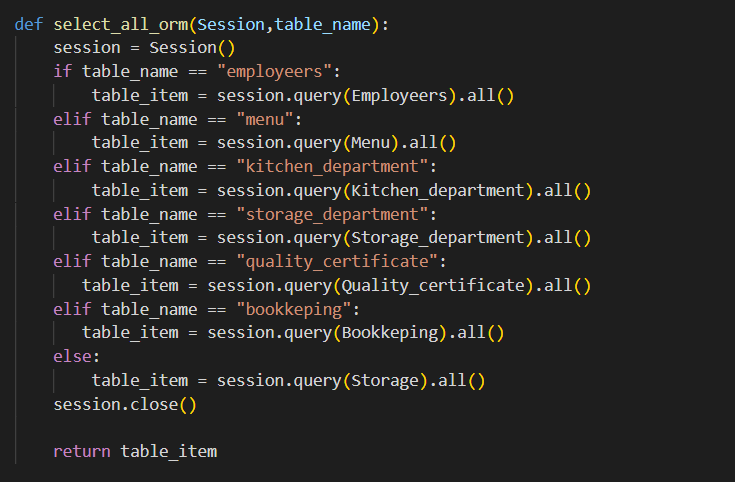 def select_all_orm(Session,table_name):
    session = Session()
    if table_name == "employeers":
        table_item = session.query(Employeers).all()
    elif table_name == "menu":
        table_item = session.query(Menu).all()
    elif table_name == "kitchen_department":
        table_item = session.query(Kitchen_department).all()
    elif table_name == "storage_department":
        table_item = session.query(Storage_department).all()
    elif table_name == "quality_certificate":
       table_item = session.query(Quality_certificate).all()
    elif table_name == "bookkeping":
       table_item = session.query(Bookkeping).all()
    else:
        table_item = session.query(Storage).all()
    session.close()

    return table_item